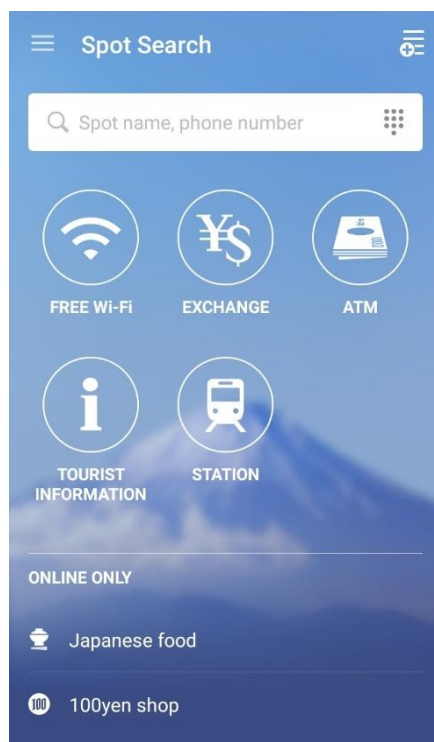 Spot Search
Spot name, phone number
¥$
FREE Wi-Fi
EXCHANGE
ATM
i
TOURIST
INFORMATION
STATION
ONLINE ONLY
Japanese food
100
100yen shop